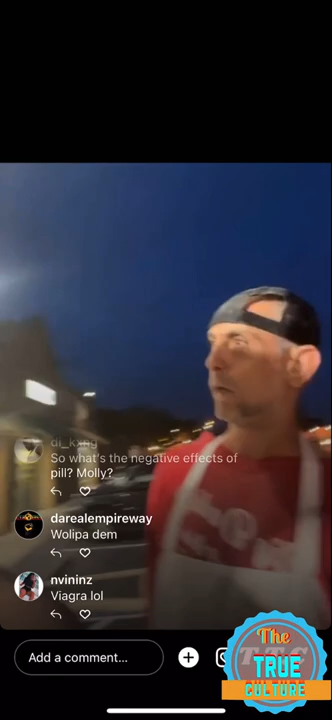 di_kxng
So what's the negative effects of
pill? Molly?
darealempireway
Wolipa dem
nvininz
Viagra lol
Add a comment...
The
TRUE
CULTURE